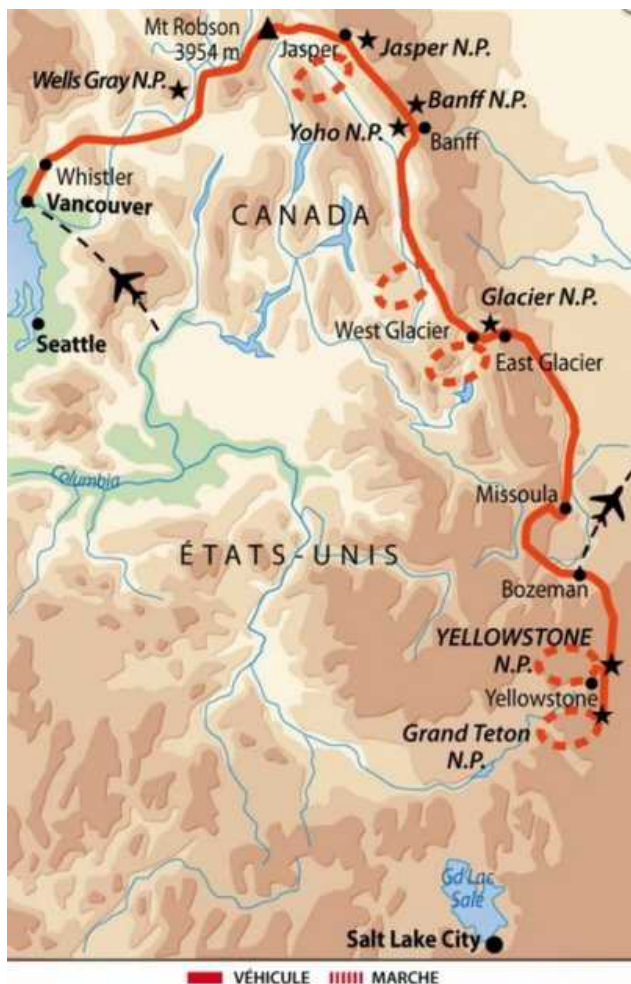 Mt Robson
3954 m
Jasper
Jasper N.P.
Wells Gray N.P.
Banff N.P.
Yoho N.P.
Banff
Whistler
Vancouver
CANADA
Glacier N.P.
West Glacier
Seattle
East Glacier
Columbia
Missoula
ÉTATS-UNIS
Bozeman
YELLOWSTONE
N.P.
Yellowstone
Grand Teton
N.P.
Gd Lac
Salé
Salt Lake City
VÉHICULE MARCHE